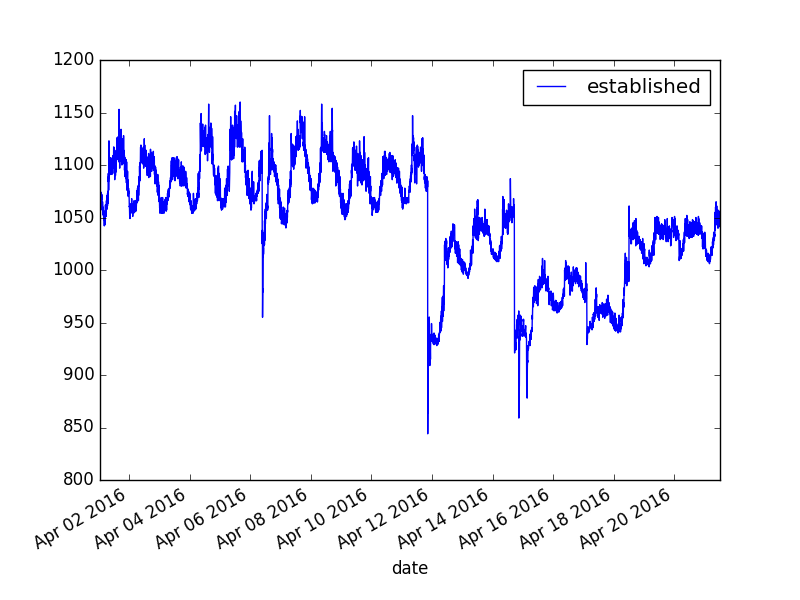 1200
1150
1100
1050
1000
950
900
850
800
established
Apr 02 2016
Apr 04 2016
Apr 06 2016
Apr 08 2016
Apr 10 2016
Apr 12 2016
Apr 14 2016
Apr 16 2016
Apr 18 2016
Apr 20 2016
date